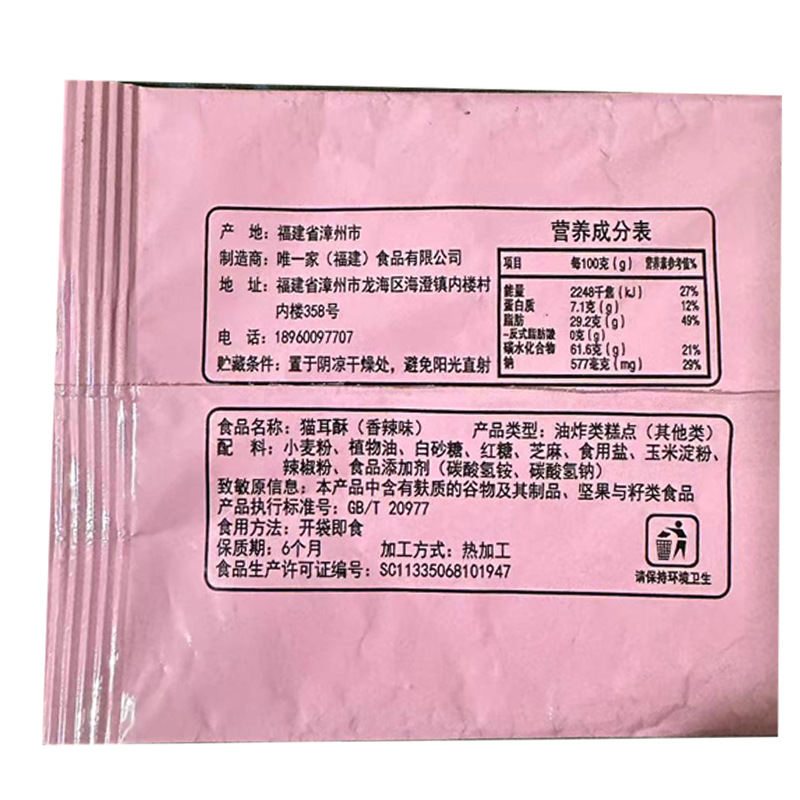 产　地：福建省漳州市
制造商：唯一家（福建）食品有限公司
地　址：福建省漳州市龙海区海澄镇内楼村
内楼358号
电　话：18960097707
贮藏条件：置于阴凉干燥处，避免阳光直射
营养成分表
项目 每100克(g) 营养素参考值%
能量 2248千焦(kJ) 27%
蛋白质 7.1克(g) 12%
脂肪 29.2克(g) 49%
-反式脂肪酸 0克(g)
碳水化合物 61.6克(g) 21%
钠 577毫克(mg) 29%
食品名称：猫耳酥（香辣味） 产品类型：油炸类糕点（其他类）
配　料：小麦粉、植物油、白砂糖、红糖、芝麻、食用盐、玉米淀粉、
辣椒粉、食品添加剂（碳酸氢铵、碳酸氢钠）
致敏原信息：本产品中含有麸质的谷物及其制品、坚果与籽类食品
产品执行标准号：GB/T 20977
食用方法：开袋即食
保质期：6个月 加工方式：热加工
食品生产许可证编号：SC11335068101947
请保持环境卫生